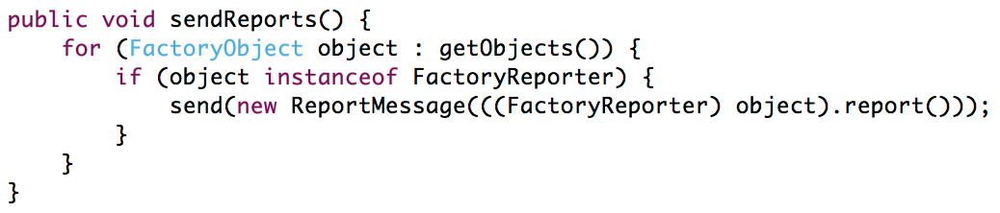 public void sendReports() {
    for (FactoryObject object : getObjects()) {
        if (object instanceof FactoryReporter) {
            send(new ReportMessage(((FactoryReporter) object).report()));
        }
    }
}